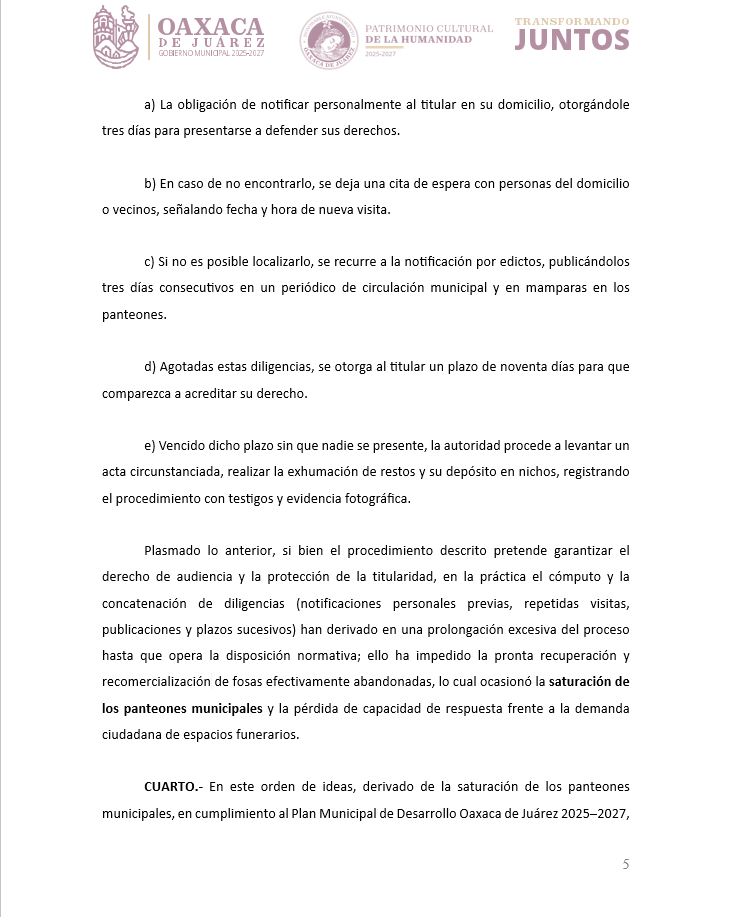 OAXACA
DE JUÁREZ
GOBIERNO MUNICIPAL 2025-2027
PATRIMONIO CULTURAL
DE LA HUMANIDAD
2025-2027
TRANSFORMANDO
JUNTOS
a) La obligación de notificar personalmente al titular en su domicilio, otorgándole
tres días para presentarse a defender sus derechos.
b) En caso de no encontrarlo, se deja una cita de espera con personas del domicilio
o vecinos, señalando fecha y hora de nueva visita.
c) Si no es posible localizarlo, se recurre a la notificación por edictos, publicándolos
tres días consecutivos en un periódico de circulación municipal y en mamparas en los
panteones.
d) Agotadas estas diligencias, se otorga al titular un plazo de noventa días para que
comparezca a acreditar su derecho.
e) Vencido dicho plazo sin que nadie se presente, la autoridad procede a levantar un
acta circunstanciada, realizar la exhumación de restos y su depósito en nichos, registrando
el procedimiento con testigos y evidencia fotográfica.
Plasmado lo anterior, si bien el procedimiento descrito pretende garantizar el
derecho de audiencia y la protección de la titularidad, en la práctica el cómputo y la
concatenación de diligencias (notificaciones personales previas, repetidas visitas,
publicaciones y plazos sucesivos) han derivado en una prolongación excesiva del proceso
hasta que opera la disposición normativa; ello ha impedido la pronta recuperación y
recomercialización de fosas efectivamente abandonadas, lo cual ocasionó la saturación de
los panteones municipales y la pérdida de capacidad de respuesta frente a la demanda
ciudadana de espacios funerarios.
CUARTO.- En este orden de ideas, derivado de la saturación de los panteones
municipales, en cumplimiento al Plan Municipal de Desarrollo Oaxaca de Juárez 2025–2027,
5